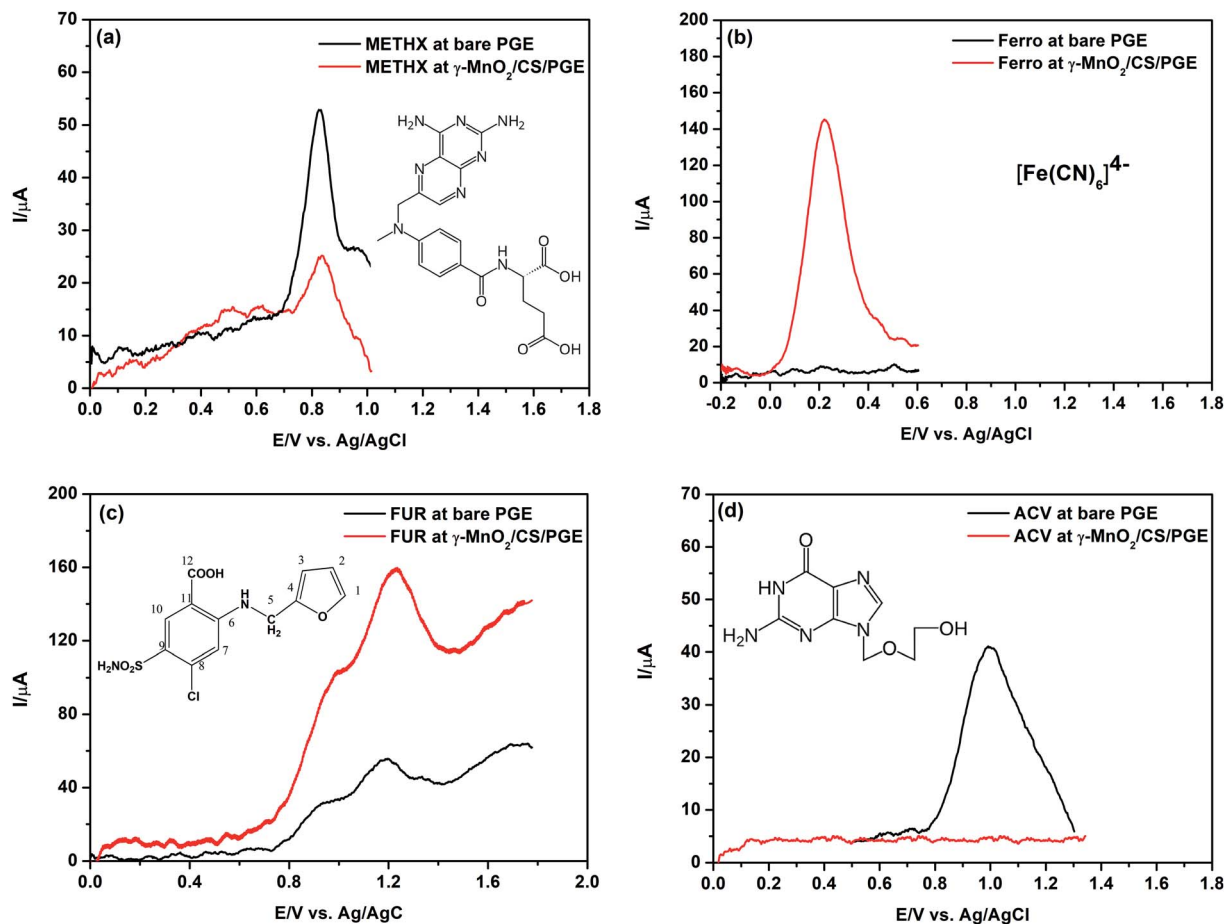 (a)
METHX at bare PGE
METHX at γ-MnO₂/CS/PGE
I/μA
70
60
50
40
30
20
10
0
0.0 0.2 0.4 0.6 0.8 1.0 1.2 1.4 1.6 1.8
E/V vs. Ag/AgCl
H₂N N NH₂
N
N
N
N
N
O
H
N
O
OH
O
OH
(b)
Ferro at bare PGE
Ferro at γ-MnO₂/CS/PGE
[Fe(CN)₆]⁴⁻
I/μA
200
180
160
140
120
100
80
60
40
20
0
-0.2 0.0 0.2 0.4 0.6 0.8 1.0 1.2 1.4 1.6 1.8
E/V vs. Ag/AgCl
(c)
FUR at bare PGE
FUR at γ-MnO₂/CS/PGE
I/μA
200
160
120
80
40
0
0.0 0.4 0.8 1.2 1.6 2.0
E/V vs. Ag/AgC
12
COOH
H
N
3 2
4
5
1
O
CH₂
11
10
6
9
7
8
H₂NO₂S
Cl
(d)
ACV at bare PGE
ACV at γ-MnO₂/CS/PGE
I/μA
70
60
50
40
30
20
10
0
0.0 0.2 0.4 0.6 0.8 1.0 1.2 1.4 1.6 1.8
E/V vs. Ag/AgCl
O
HN
N
H₂N
N
N
O
OH